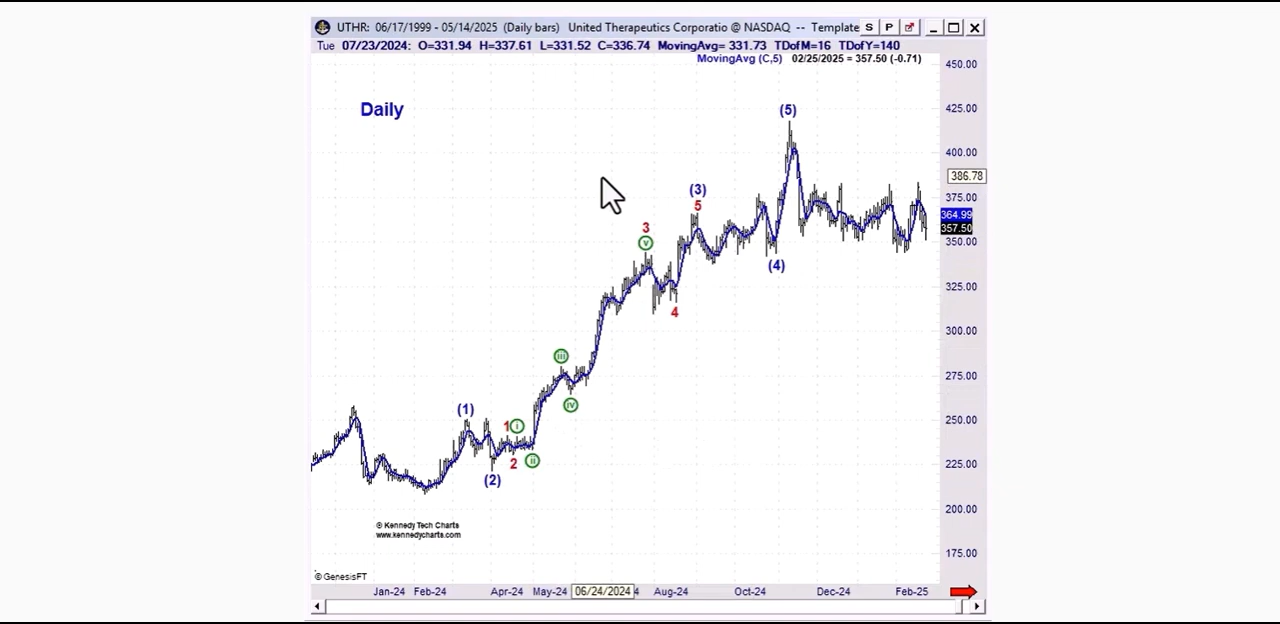 UTHR: 06/17/1999 - 05/14/2025 (Daily bars) United Therapeutics Corporatio @ NASDAQ -- Template S P
Tue 07/23/2024: O=331.94 H=337.61 L=331.52 C=336.74 MovingAvg= 331.73 TDofM=16 TDofY=140
MovingAvg (C,5) 02/25/2025 = 357.50 (-0.71)
450.00
Daily
(5)
425.00
400.00
386.78
(3)
375.00
5
364.99
3
357.50
v
350.00
(4)
325.00
4
300.00
iii
275.00
iv
(1)
250.00
1 i
2 ii
225.00
(2)
200.00
© Kennedy Tech Charts
www.kennedycharts.com
175.00
© GenesisFT
Jan-24 Feb-24 Apr-24 May-24 06/24/2024 4 Aug-24 Oct-24 Dec-24 Feb-25